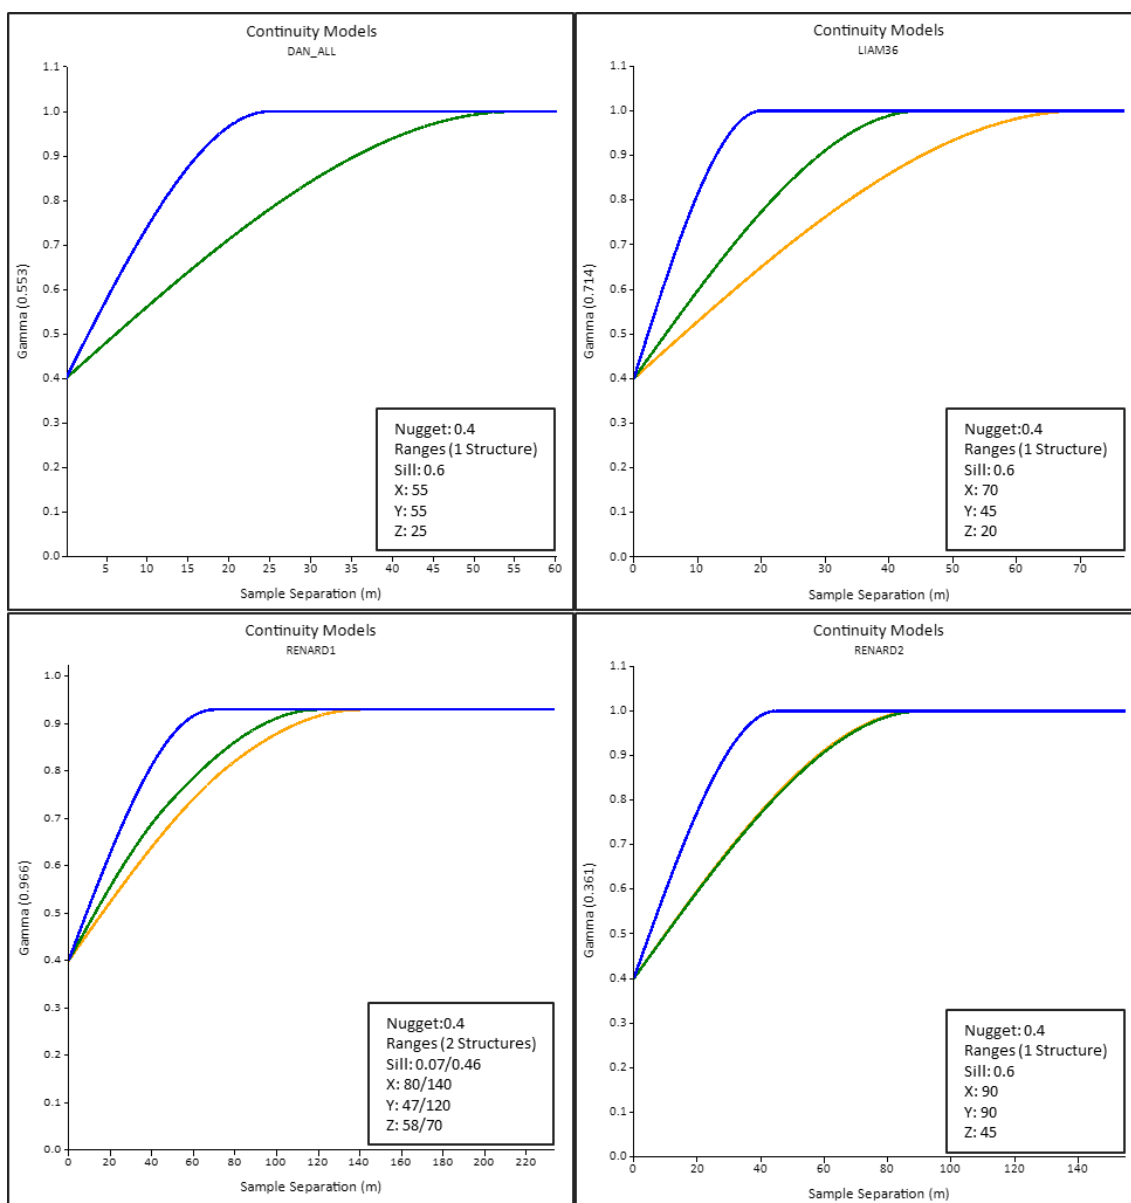 Continuity Models
DAN_ALL
1.1
1.0
0.9
0.8
0.7
0.6
0.5
0.4
0.3
0.2
0.1
0.0
Gamma (0.553)
5 10 15 20 25 30 35 40 45 50 55 60
Sample Separation (m)
Nugget:0.4
Ranges (1 Structure)
Sill: 0.6
X: 55
Y: 55
Z: 25
Continuity Models
LIAM36
1.1
1.0
0.9
0.8
0.7
0.6
0.5
0.4
0.3
0.2
0.1
0.0
Gamma (0.714)
0 10 20 30 40 50 60 70
Sample Separation (m)
Nugget:0.4
Ranges (1 Structure)
Sill: 0.6
X: 70
Y: 45
Z: 20
Continuity Models
RENARD1
1.0
0.9
0.8
0.7
0.6
0.5
0.4
0.3
0.2
0.1
0.0
Gamma (0.966)
0 20 40 60 80 100 120 140 160 180 200 220
Sample Separation (m)
Nugget:0.4
Ranges (2 Structures)
Sill: 0.07/0.46
X: 80/140
Y: 47/120
Z: 58/70
Continuity Models
RENARD2
1.1
1.0
0.9
0.8
0.7
0.6
0.5
0.4
0.3
0.2
0.1
0.0
Gamma (0.361)
0 20 40 60 80 100 120 140
Sample Separation (m)
Nugget:0.4
Ranges (1 Structure)
Sill: 0.6
X: 90
Y: 90
Z: 45